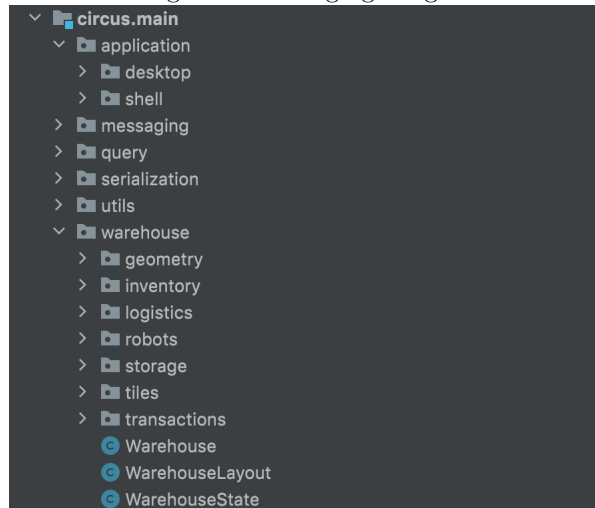 circus.main
application
desktop
shell
messaging
query
serialization
utils
warehouse
geometry
inventory
logistics
robots
storage
tiles
transactions
C Warehouse
C WarehouseLayout
C WarehouseState